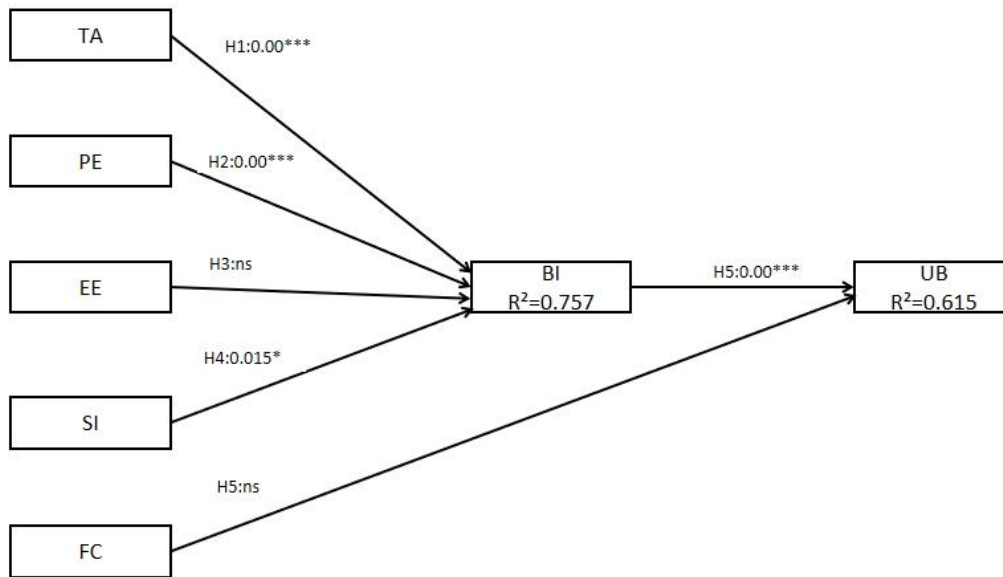 TA
H1:0.00***
PE
H2:0.00***
EE
H3:ns
BI
R²=0.757
H5:0.00***
UB
R²=0.615
H4:0.015*
SI
H5:ns
FC